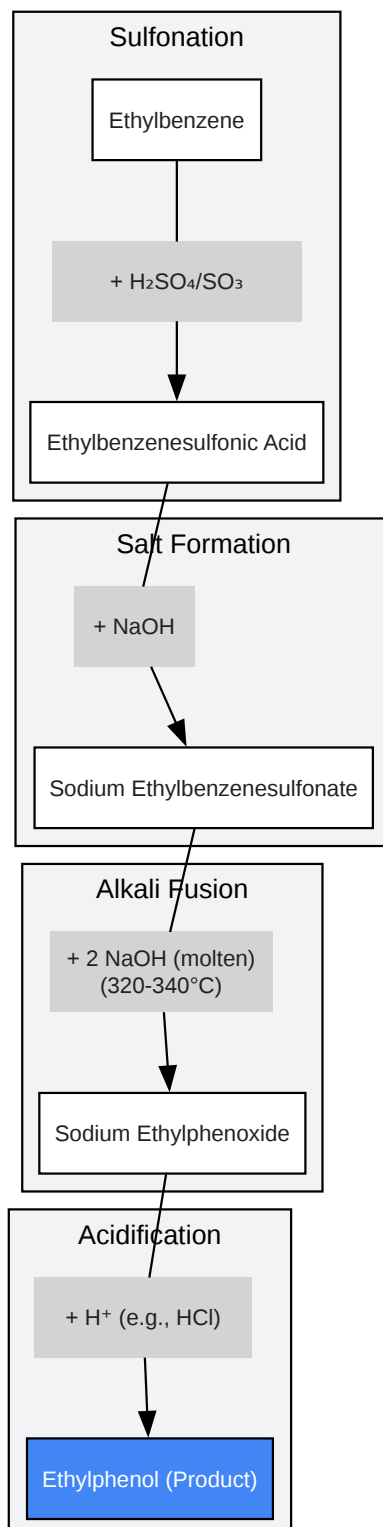 Sulfonation
Ethylbenzene
+ H₂SO₄/SO₃
Ethylbenzenesulfonic Acid
Salt Formation
+ NaOH
Sodium Ethylbenzenesulfonate
Alkali Fusion
+ 2 NaOH (molten)
(320-340°C)
Sodium Ethylphenoxide
Acidification
+ H⁺ (e.g., HCl)
Ethylphenol (Product)